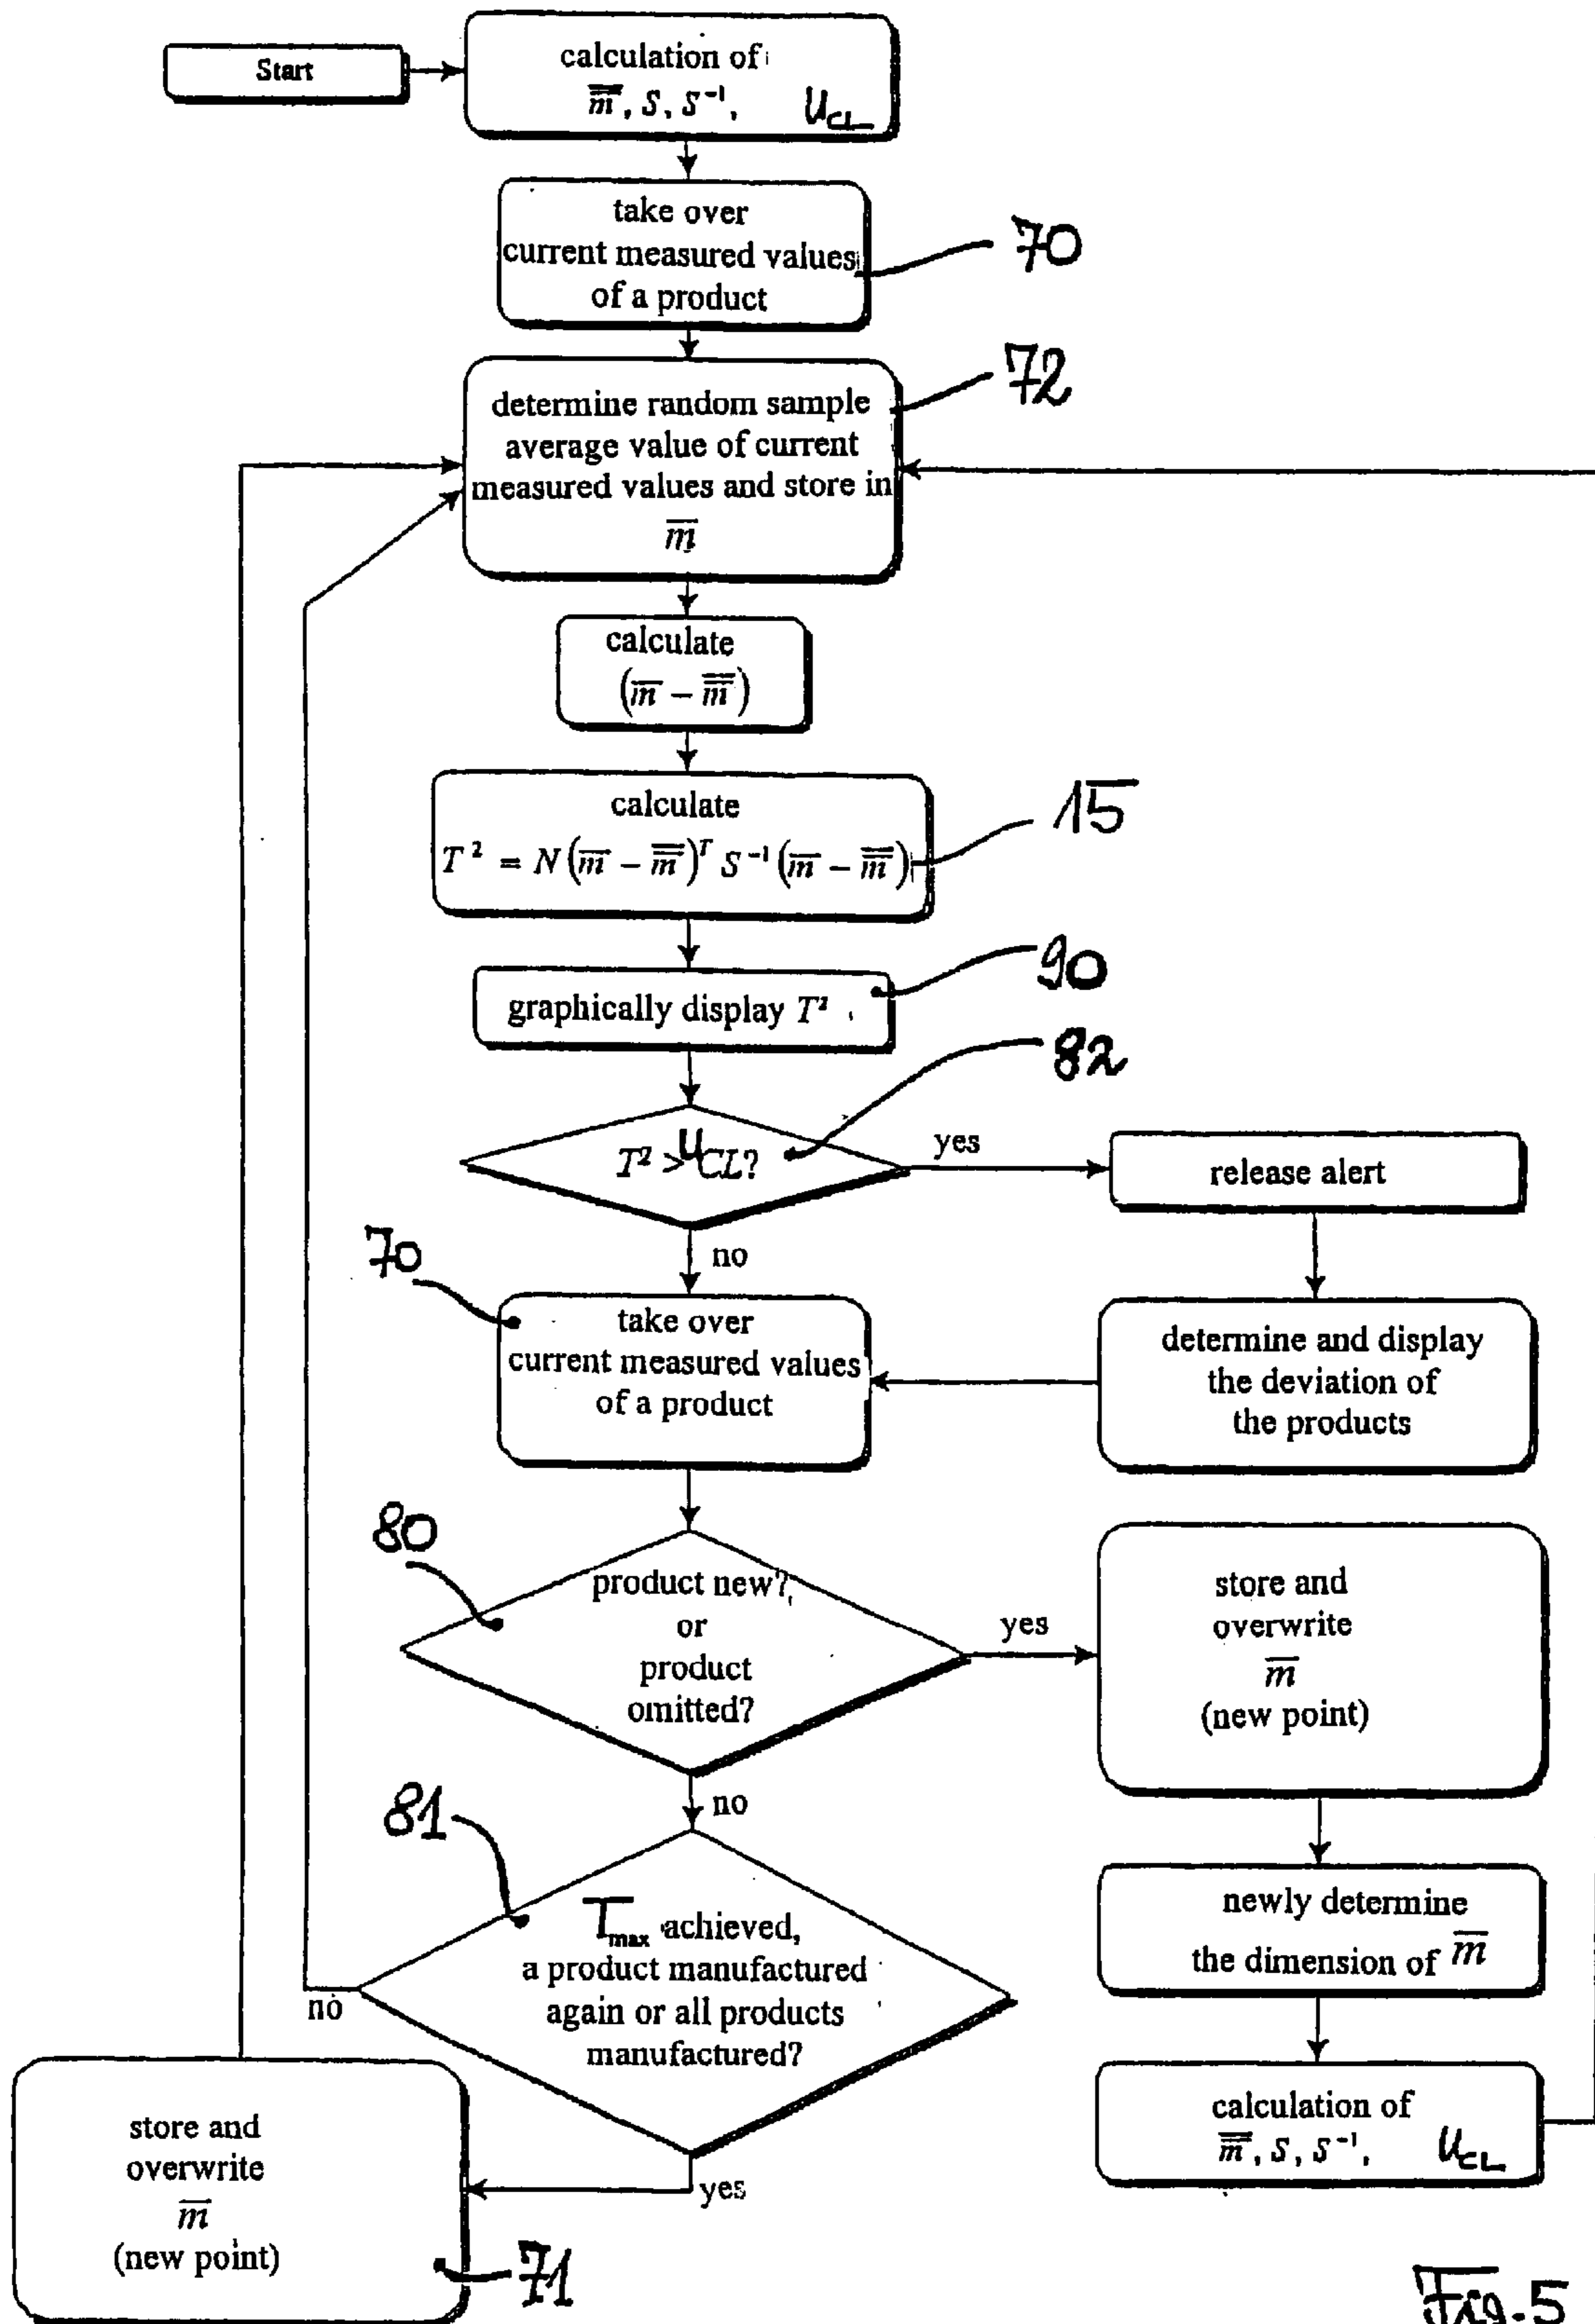 Start
calculation of
m̿, S, S⁻¹, U_CL
take over
current measured values
of a product
70
determine random sample
average value of current
measured values and store in
m̅
72
calculate
(m̅ − m̿)
calculate
T² = N(m̅ − m̿)ᵀ S⁻¹(m̅ − m̿)
15
graphically display T²
90
82
T² > U_CL?
yes
release alert
no
70
take over
current measured values
of a product
determine and display
the deviation of
the products
80
product new?
or
product
omitted?
yes
store and
overwrite
m̅
(new point)
no
81
T_max achieved,
a product manufactured
again or all products
manufactured?
no
yes
newly determine
the dimension of m̅
calculation of
m̿, S, S⁻¹, U_CL
store and
overwrite
m̅
(new point)
71
Fig. 5